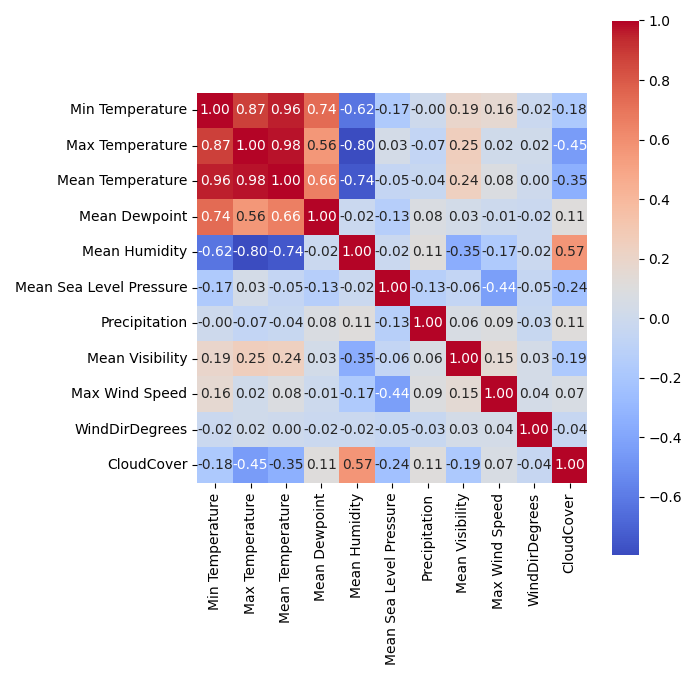 Min Temperature 1.00 0.87 0.96 0.74 -0.62 -0.17 -0.00 0.19 0.16 -0.02 -0.18
Max Temperature 0.87 1.00 0.98 0.56 -0.80 0.03 -0.07 0.25 0.02 0.02 -0.45
Mean Temperature 0.96 0.98 1.00 0.66 -0.74 -0.05 -0.04 0.24 0.08 0.00 -0.35
Mean Dewpoint 0.74 0.56 0.66 1.00 -0.02 -0.13 0.08 0.03 -0.01 -0.02 0.11
Mean Humidity -0.62 -0.80 -0.74 -0.02 1.00 -0.02 0.11 -0.35 -0.17 -0.02 0.57
Mean Sea Level Pressure -0.17 0.03 -0.05 -0.13 -0.02 1.00 -0.13 -0.06 -0.44 -0.05 -0.24
Precipitation -0.00 -0.07 -0.04 0.08 0.11 -0.13 1.00 0.06 0.09 -0.03 0.11
Mean Visibility 0.19 0.25 0.24 0.03 -0.35 -0.06 0.06 1.00 0.15 0.03 -0.19
Max Wind Speed 0.16 0.02 0.08 -0.01 -0.17 -0.44 0.09 0.15 1.00 0.04 0.07
WindDirDegrees -0.02 0.02 0.00 -0.02 -0.02 -0.05 -0.03 0.03 0.04 1.00 -0.04
CloudCover -0.18 -0.45 -0.35 0.11 0.57 -0.24 0.11 -0.19 0.07 -0.04 1.00
Min Temperature
Max Temperature
Mean Temperature
Mean Dewpoint
Mean Humidity
Mean Sea Level Pressure
Precipitation
Mean Visibility
Max Wind Speed
WindDirDegrees
CloudCover
1.0
0.8
0.6
0.4
0.2
0.0
−0.2
−0.4
−0.6